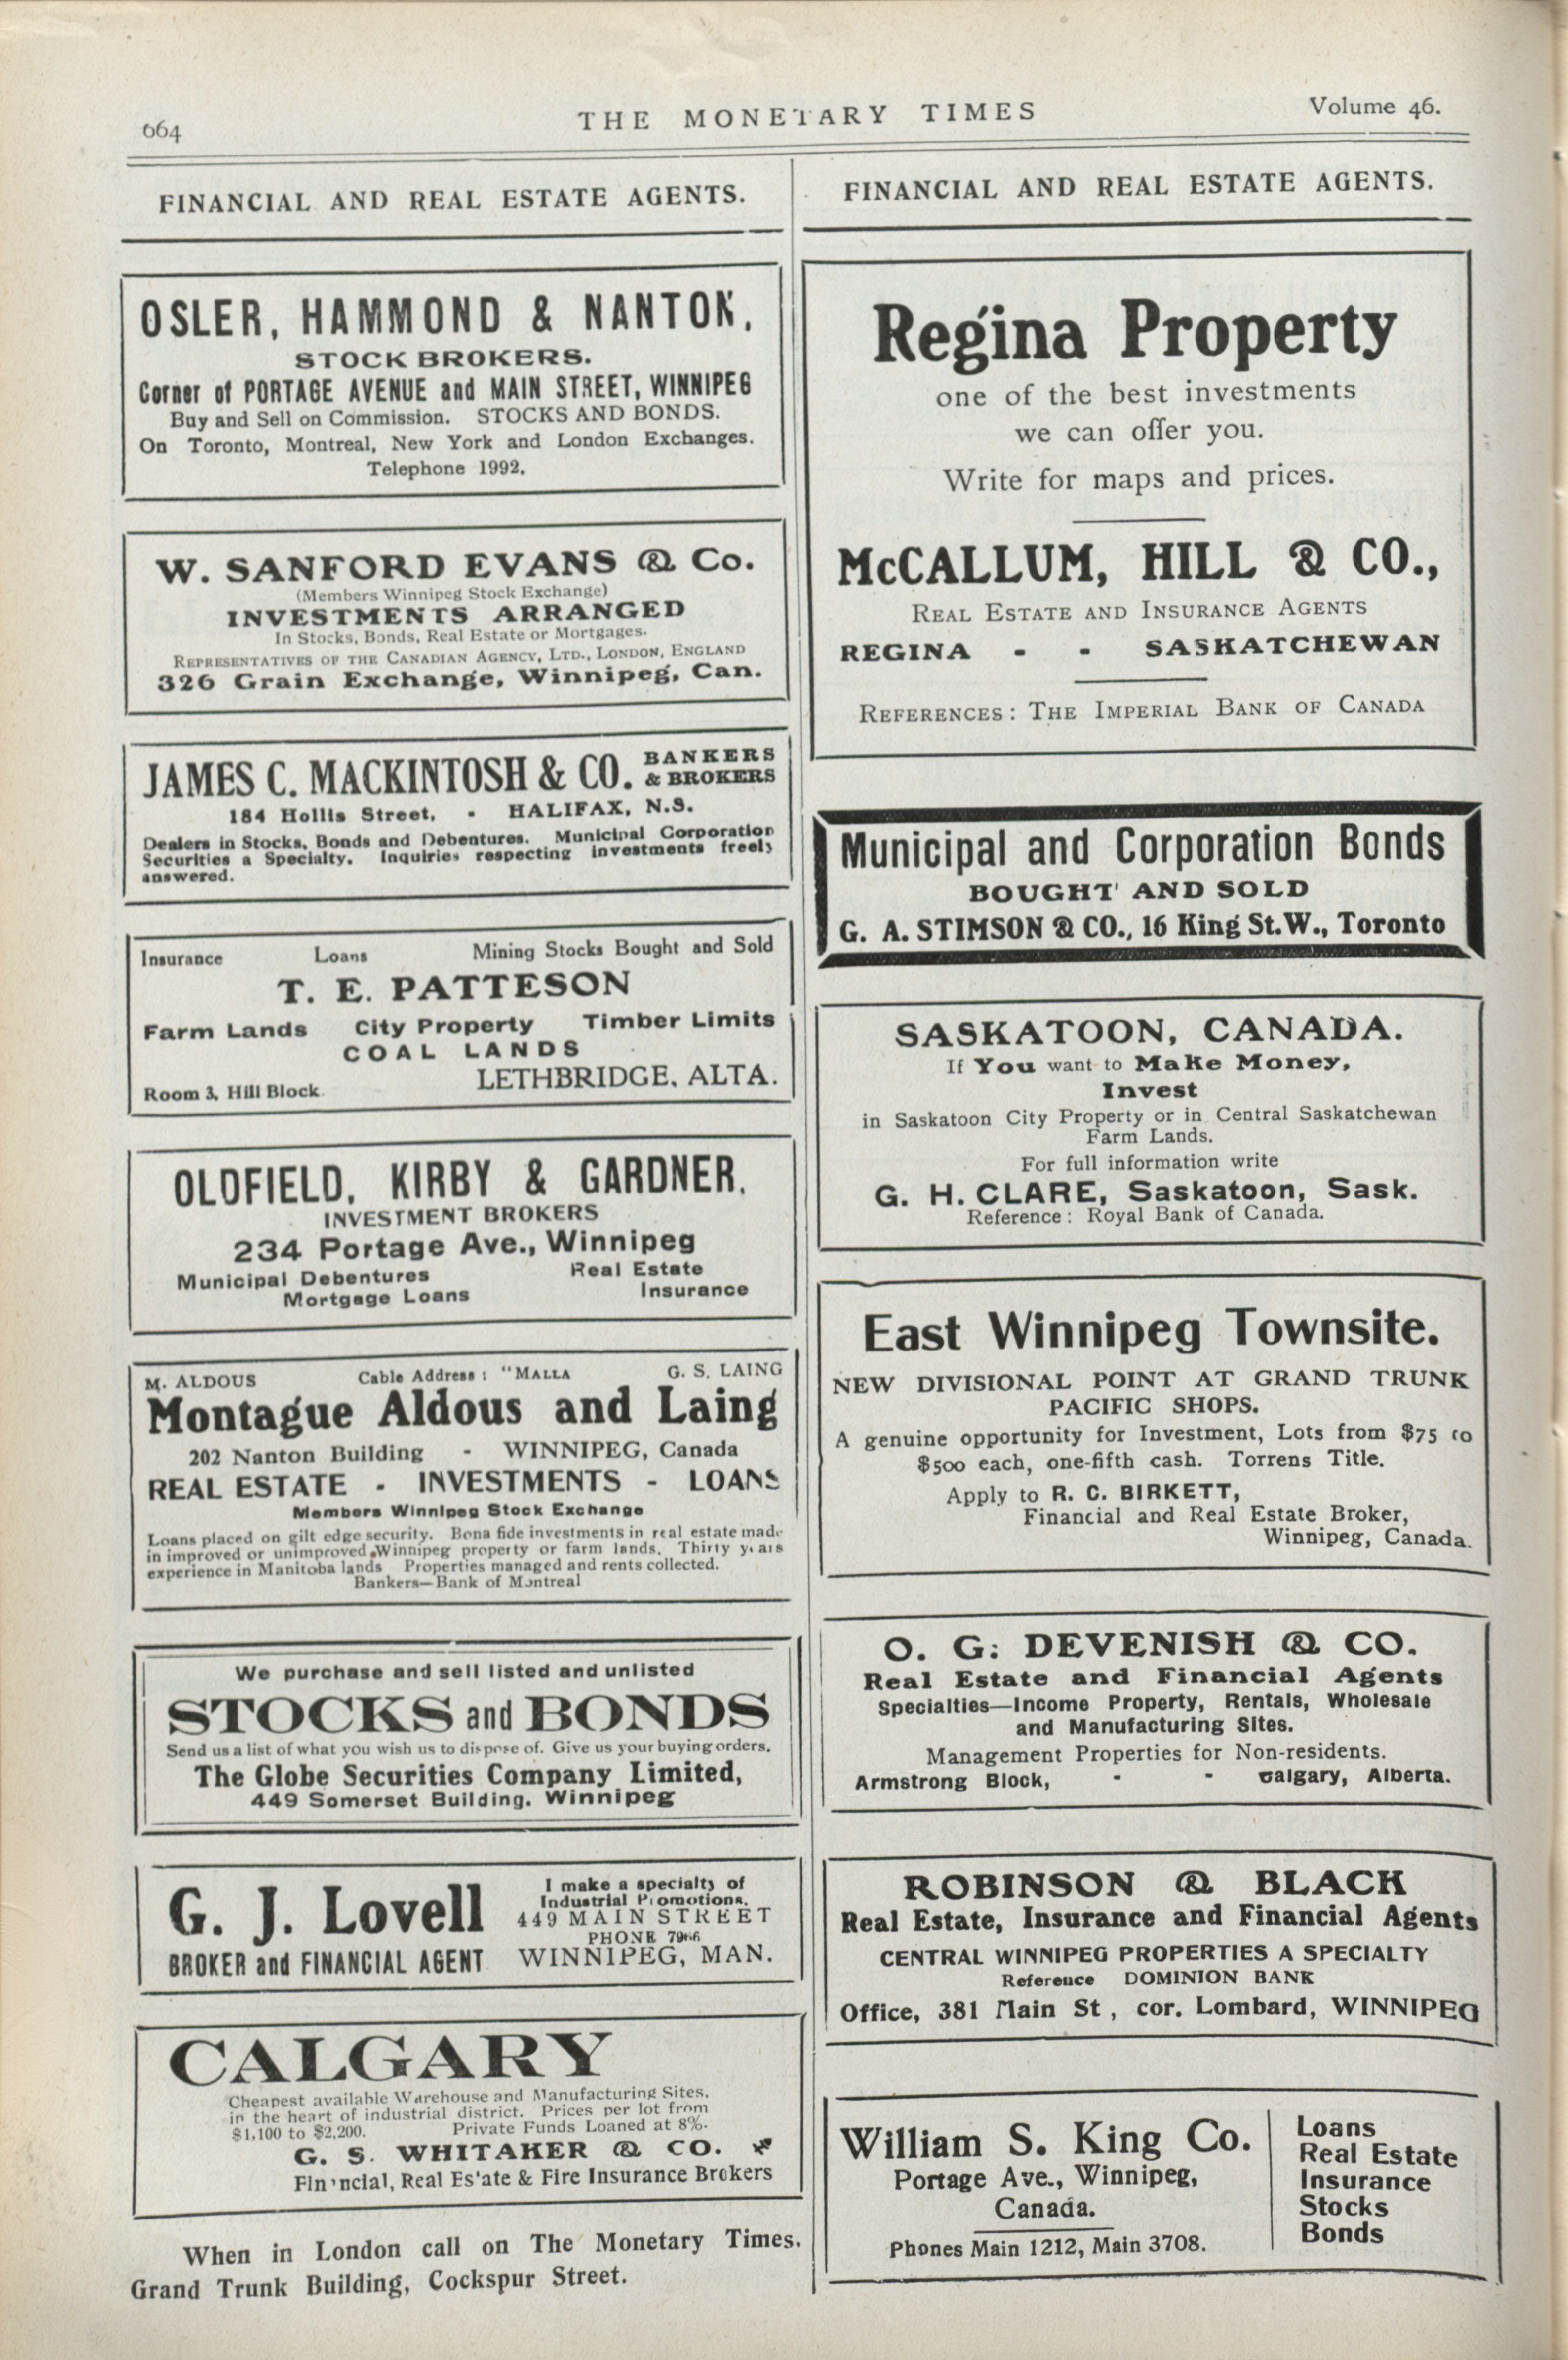 664
THE MONETARY TIMES
Volume 46.
FINANCIAL AND REAL ESTATE AGENTS.
OSLER, HAMMOND & NANTON,
STOCK BROKERS.
Corner of PORTAGE AVENUE and MAIN STREET, WINNIPEG
Buy and Sell on Commission. STOCKS AND BONDS.
On Toronto, Montreal, New York and London Exchanges.
Telephone 1992.
W. SANFORD EVANS & Co.
(Members Winnipeg Stock Exchange)
INVESTMENTS ARRANGED
In Stocks, Bonds, Real Estate or Mortgages.
REPRESENTATIVES OF THE CANADIAN AGENCY, LTD., LONDON, ENGLAND
326 Grain Exchange, Winnipeg, Can.
JAMES C. MACKINTOSH & CO. BANKERS
& BROKERS
184 Hollis Street, - HALIFAX, N.S.
Dealers in Stocks, Bonds and Debentures. Municipal Corporation
Securities a Specialty. Inquiries respecting investments freely
answered.
Insurance Loans Mining Stocks Bought and Sold
T. E. PATTESON
Farm Lands City Property Timber Limits
COAL LANDS
Room 3, Hill Block. LETHBRIDGE, ALTA.
OLDFIELD, KIRBY & GARDNER,
INVESTMENT BROKERS
234 Portage Ave., Winnipeg
Municipal Debentures Real Estate
Mortgage Loans Insurance
M. ALDOUS Cable Address: "MALLA G. S. LAING
Montague Aldous and Laing
202 Nanton Building - WINNIPEG, Canada
REAL ESTATE - INVESTMENTS - LOANS
Members Winnipeg Stock Exchange
Loans placed on gilt edge security. Bona fide investments in real estate made
in improved or unimproved Winnipeg property or farm lands. Thirty years
experience in Manitoba lands Properties managed and rents collected.
Bankers—Bank of Montreal
We purchase and sell listed and unlisted
STOCKS and BONDS
Send us a list of what you wish us to dispose of. Give us your buying orders.
The Globe Securities Company Limited,
449 Somerset Building. Winnipeg
G. J. Lovell
BROKER and FINANCIAL AGENT
I make a specialty of
Industrial Promotions.
449 MAIN STREET
PHONE 7966
WINNIPEG, MAN.
CALGARY
Cheapest available Warehouse and Manufacturing Sites,
in the heart of industrial district. Prices per lot from
$1,100 to $2,200. Private Funds Loaned at 8%.
G. S. WHITAKER & CO.
Financial, Real Estate & Fire Insurance Brokers
When in London call on The Monetary Times.
Grand Trunk Building, Cockspur Street.
FINANCIAL AND REAL ESTATE AGENTS.
Regina Property
one of the best investments
we can offer you.
Write for maps and prices.
McCALLUM, HILL & CO.,
REAL ESTATE AND INSURANCE AGENTS
REGINA - - SASKATCHEWAN
REFERENCES: THE IMPERIAL BANK OF CANADA
Municipal and Corporation Bonds
BOUGHT AND SOLD
G. A. STIMSON & CO., 16 King St. W., Toronto
SASKATOON, CANADA.
If You want to Make Money,
Invest
in Saskatoon City Property or in Central Saskatchewan
Farm Lands.
For full information write
G. H. CLARE, Saskatoon, Sask.
Reference: Royal Bank of Canada.
East Winnipeg Townsite.
NEW DIVISIONAL POINT AT GRAND TRUNK
PACIFIC SHOPS.
A genuine opportunity for Investment, Lots from $75 to
$500 each, one-fifth cash. Torrens Title.
Apply to R. C. BIRKETT,
Financial and Real Estate Broker,
Winnipeg, Canada.
O. G. DEVENISH & CO.
Real Estate and Financial Agents
Specialties—Income Property, Rentals, Wholesale
and Manufacturing Sites.
Management Properties for Non-residents.
Armstrong Block, - - Calgary, Alberta.
ROBINSON & BLACK
Real Estate, Insurance and Financial Agents
CENTRAL WINNIPEG PROPERTIES A SPECIALTY
Reference DOMINION BANK
Office, 381 Main St, cor. Lombard, WINNIPEG
William S. King Co.
Portage Ave., Winnipeg,
Canada.
Phones Main 1212, Main 3708.
Loans
Real Estate
Insurance
Stocks
Bonds